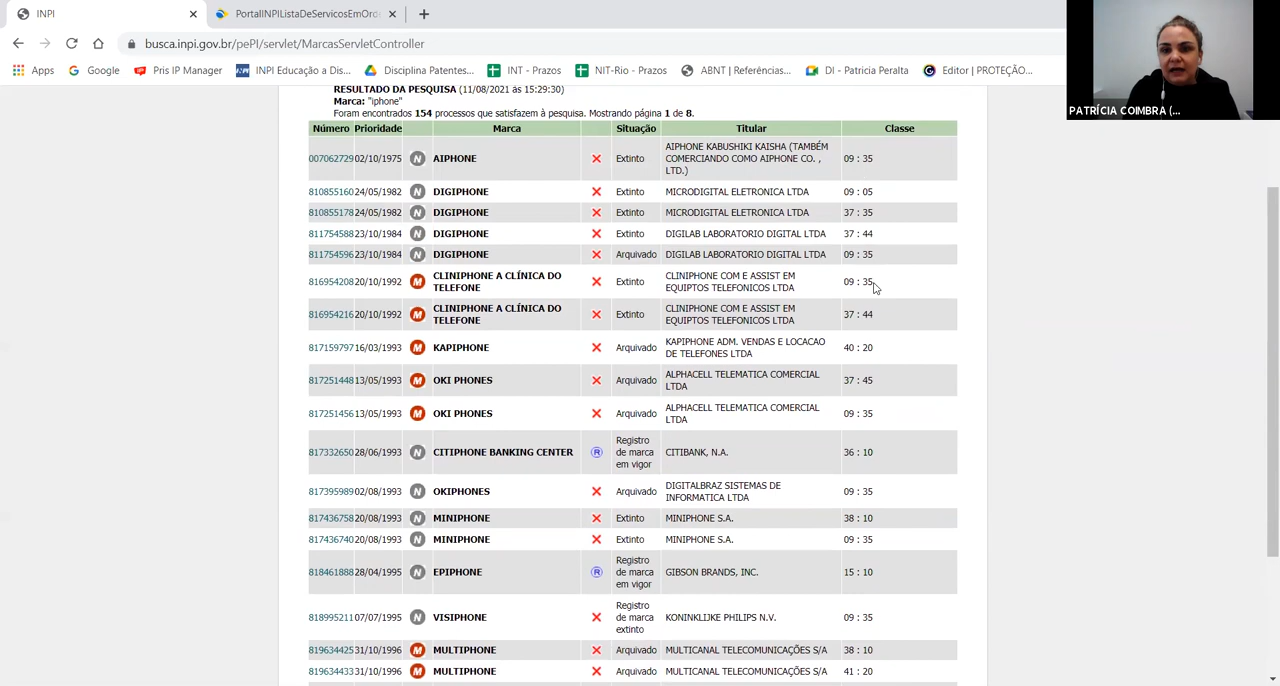 INPI
PortalINPIListaDeServicosEmOrde
busca.inpi.gov.br/pePI/servlet/MarcasServletController
Apps Google Pris IP Manager INPI Educação a Dis... Disciplina Patentes... INT - Prazos NIT-Rio - Prazos ABNT | Referências... DI - Patricia Peralta Editor | PROTEÇÃO...
PATRÍCIA COIMBRA (...
RESULTADO DA PESQUISA (11/08/2021 às 15:29:30)
Marca: "iphone"
Foram encontrados 154 processos que satisfazem à pesquisa. Mostrando página 1 de 8.
Número Prioridade Marca Situação Titular Classe
007062729 02/10/1975 N AIPHONE Extinto AIPHONE KABUSHIKI KAISHA (TAMBÉM 09 : 35
COMERCIANDO COMO AIPHONE CO. ,
LTD.)
810855160 24/05/1982 N DIGIPHONE Extinto MICRODIGITAL ELETRONICA LTDA 09 : 05
810855178 24/05/1982 N DIGIPHONE Extinto MICRODIGITAL ELETRONICA LTDA 37 : 35
811754588 23/10/1984 N DIGIPHONE Extinto DIGILAB LABORATORIO DIGITAL LTDA 37 : 44
811754596 23/10/1984 N DIGIPHONE Arquivado DIGILAB LABORATORIO DIGITAL LTDA 09 : 35
816954208 20/10/1992 M CLINIPHONE A CLÍNICA DO Extinto CLINIPHONE COM E ASSIST EM 09 : 35
TELEFONE EQUIPTOS TELEFONICOS LTDA
816954216 20/10/1992 M CLINIPHONE A CLÍNICA DO Extinto CLINIPHONE COM E ASSIST EM 37 : 44
TELEFONE EQUIPTOS TELEFONICOS LTDA
817159797 16/03/1993 M KAPIPHONE Arquivado KAPIPHONE ADM. VENDAS E LOCACAO 40 : 20
DE TELEFONES LTDA
817251448 13/05/1993 M OKI PHONES Arquivado ALPHACELL TELEMATICA COMERCIAL 37 : 45
LTDA
817251456 13/05/1993 M OKI PHONES Arquivado ALPHACELL TELEMATICA COMERCIAL 09 : 35
LTDA
817332650 28/06/1993 N CITIPHONE BANKING CENTER R Registro CITIBANK, N.A. 36 : 10
de marca
em vigor
817395989 02/08/1993 N OKIPHONES Arquivado DIGITALBRAZ SISTEMAS DE 09 : 35
INFORMATICA LTDA
817436758 20/08/1993 N MINIPHONE Extinto MINIPHONE S.A. 38 : 10
817436740 20/08/1993 N MINIPHONE Extinto MINIPHONE S.A. 09 : 35
818461888 28/04/1995 N EPIPHONE R Registro GIBSON BRANDS, INC. 15 : 10
de marca
em vigor
818995211 07/07/1995 N VISIPHONE Registro KONINKLIJKE PHILIPS N.V. 09 : 35
de marca
extinto
819634425 31/10/1996 M MULTIPHONE Arquivado MULTICANAL TELECOMUNICAÇÕES S/A 38 : 10
819634433 31/10/1996 M MULTIPHONE Arquivado MULTICANAL TELECOMUNICAÇÕES S/A 41 : 20